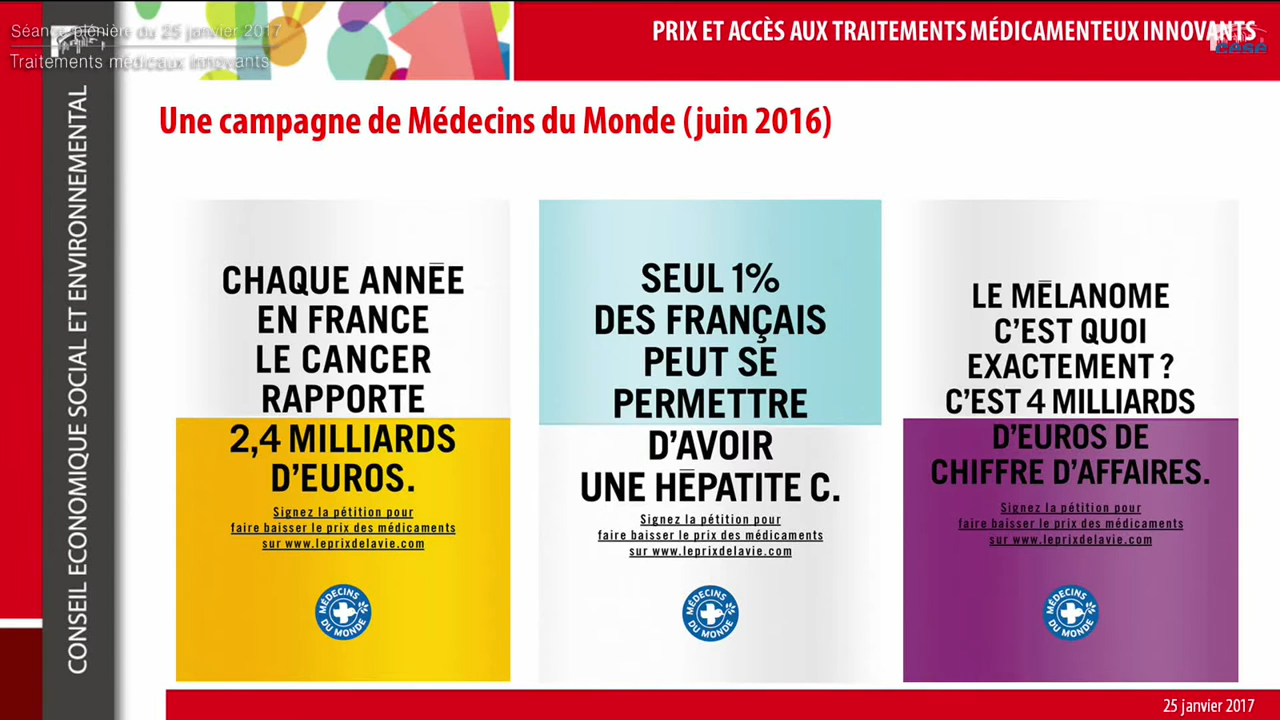 Séance plénière du 25 janvier 2017
Traitements médicaux innovants
PRIX ET ACCÈS AUX TRAITEMENTS MÉDICAMENTEUX INNOVANTS
cese
CONSEIL ECONOMIQUE SOCIAL ET ENVIRONNEMENTAL
Une campagne de Médecins du Monde (juin 2016)
CHAQUE ANNÉE
EN FRANCE
LE CANCER
RAPPORTE
2,4 MILLIARDS
D'EUROS.
Signez la pétition pour
faire baisser le prix des médicaments
sur www.leprixdelavie.com
MÉDECINS
DU MONDE
SEUL 1%
DES FRANÇAIS
PEUT SE
PERMETTRE
D'AVOIR
UNE HÉPATITE C.
Signez la pétition pour
faire baisser le prix des médicaments
sur www.leprixdelavie.com
MÉDECINS
DU MONDE
LE MÉLANOME
C'EST QUOI
EXACTEMENT ?
C'EST 4 MILLIARDS
D'EUROS DE
CHIFFRE D'AFFAIRES.
Signez la pétition pour
faire baisser le prix des médicaments
sur www.leprixdelavie.com
MÉDECINS
DU MONDE
25 janvier 2017